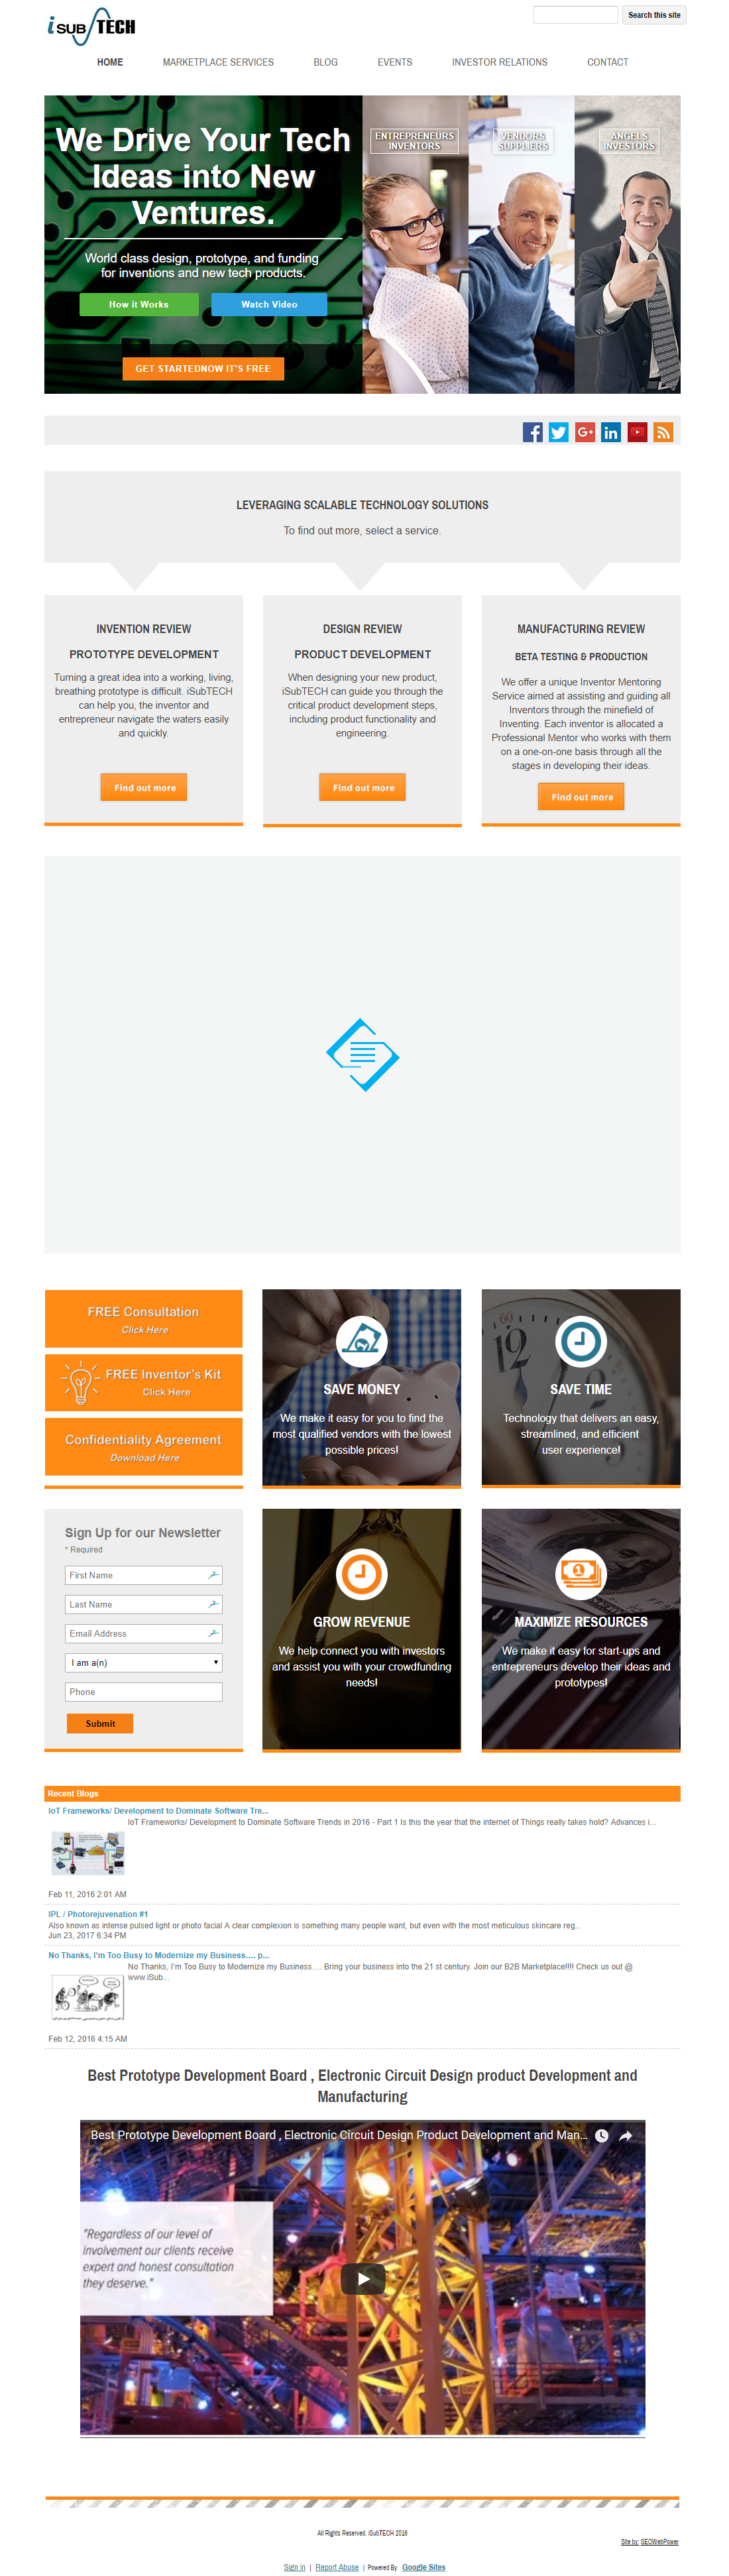 iSUBTECH
Search this site
HOME MARKETPLACE SERVICES BLOG EVENTS INVESTOR RELATIONS CONTACT
We Drive Your Tech
Ideas into New
Ventures.
World class design, prototype, and funding
for inventions and new tech products.
How it Works Watch Video
GET STARTEDNOW IT'S FREE
ENTREPRENEURS
INVENTORS
VENDORS
SUPPLIERS
ANGELS
INVESTORS
LEVERAGING SCALABLE TECHNOLOGY SOLUTIONS
To find out more, select a service.
INVENTION REVIEW
PROTOTYPE DEVELOPMENT
Turning a great idea into a working, living,
breathing prototype is difficult. iSubTECH
can help you, the inventor and
entrepreneur navigate the waters easily
and quickly.
Find out more
DESIGN REVIEW
PRODUCT DEVELOPMENT
When designing your new product,
iSubTECH can guide you through the
critical product development steps,
including product functionality and
engineering.
Find out more
MANUFACTURING REVIEW
BETA TESTING & PRODUCTION
We offer a unique Inventor Mentoring
Service aimed at assisting and guiding all
Inventors through the minefield of
Inventing. Each inventor is allocated a
Professional Mentor who works with them
on a one-on-one basis through all the
stages in developing their ideas.
Find out more
FREE Consultation
Click Here
FREE Inventor's Kit
Click Here
Confidentiality Agreement
Download Here
SAVE MONEY
We make it easy for you to find the
most qualified vendors with the lowest
possible prices!
60
12
SAVE TIME
Technology that delivers an easy,
streamlined, and efficient
user experience!
Sign Up for our Newsletter
* Required
First Name
Last Name
Email Address
I am a(n)
Phone
Submit
GROW REVENUE
We help connect you with investors
and assist you with your crowdfunding
needs!
1
MAXIMIZE RESOURCES
We make it easy for start-ups and
entrepreneurs develop their ideas and
prototypes!
Recent Blogs
IoT Frameworks/ Development to Dominate Software Tre...
IoT Frameworks/ Development to Dominate Software Trends in 2016 - Part 1 Is this the year that the internet of Things really takes hold? Advances i...
Feb 11, 2016 2:01 AM
IPL / Photorejuvenation #1
Also known as intense pulsed light or photo facial A clear complexion is something many people want, but even with the most meticulous skincare reg...
Jun 23, 2017 6:34 PM
No Thanks, I'm Too Busy to Modernize my Business.... p...
No Thanks, I'm Too Busy to Modernize my Business.... Bring your business into the 21 st century. Join our B2B Marketplace!!!! Check us out @
www.iSub...
Feb 12, 2016 4:15 AM
Best Prototype Development Board , Electronic Circuit Design product Development and
Manufacturing
Best Prototype Development Board , Electronic Circuit Design Product Development and Man...
"Regardless of our level of
involvement our clients receive
expert and honest consultation
they deserve."
All Rights Reserved. iSubTECH 2016
Site by: SEOWebPower
Sign in | Report Abuse | Powered By Google Sites